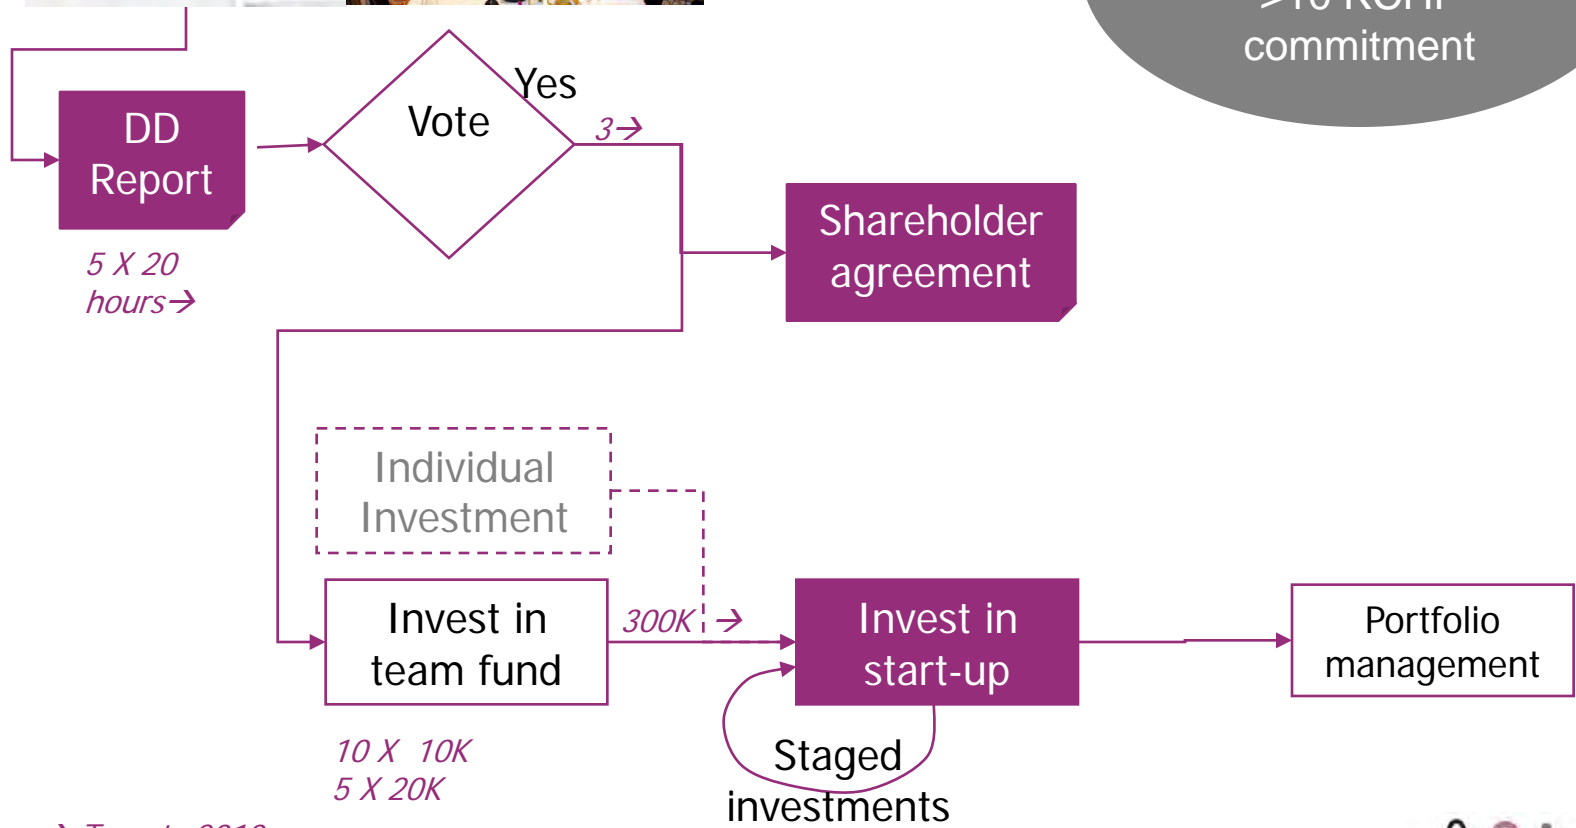 commitment
Yes
Vote
3→
DD
Report
5 X 20
hours→
Shareholder
agreement
Individual
Investment
Invest in
team fund
300K →
Invest in
start-up
Portfolio
management
10 X 10K
5 X 20K
Staged
investments